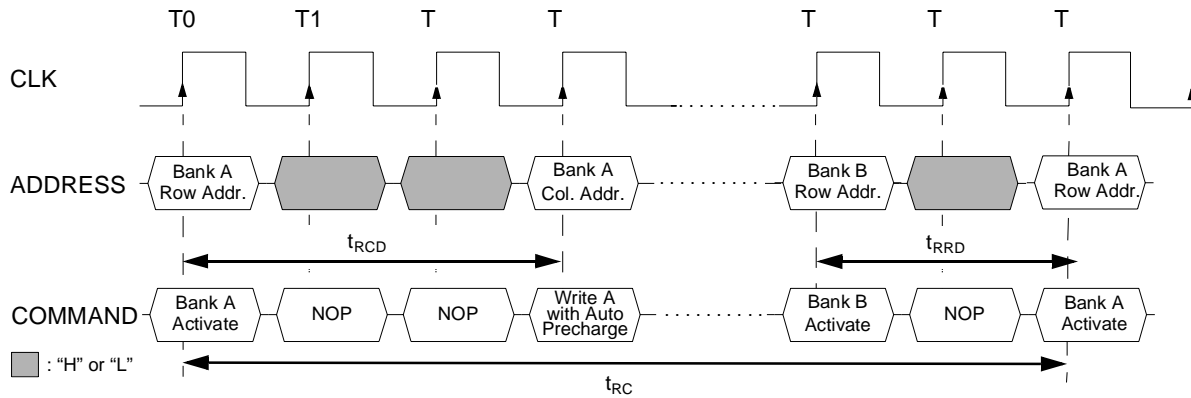 T0 T1 T T T T T
CLK
ADDRESS
Bank A
Row Addr.
Bank A
Col. Addr.
Bank B
Row Addr.
Bank A
Row Addr.
tRCD
tRRD
COMMAND
Bank A
Activate
NOP
NOP
Write A
with Auto
Precharge
Bank B
Activate
NOP
Bank A
Activate
: “H” or “L”
tRC